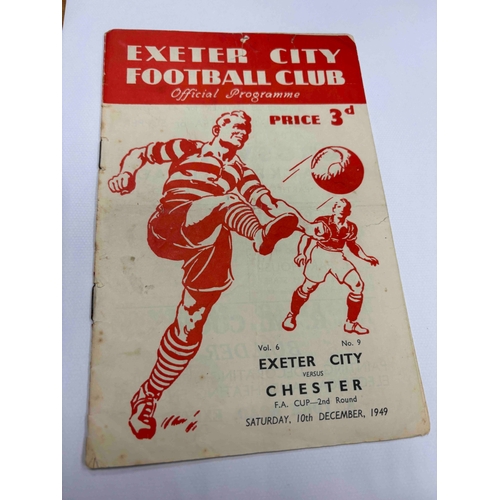 EXETER CITY
FOOTBALL CLUB
Official Programme
PRICE 3d
Vol. 6 No. 9
EXETER CITY
VERSUS
CHESTER
F.A. CUP—2nd Round
SATURDAY, 10th DECEMBER, 1949